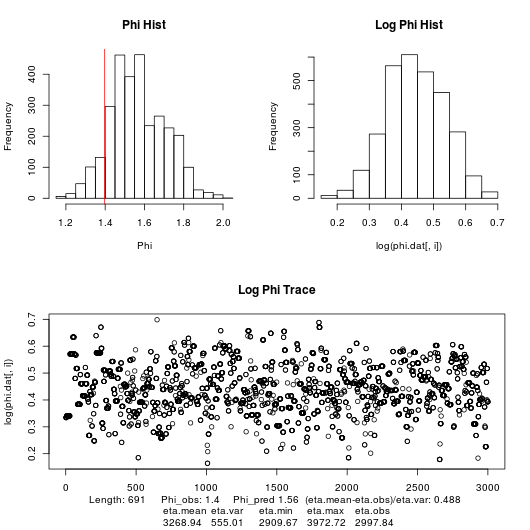 Phi Hist
Log Phi Hist
Frequency
0 100 200 300 400
1.2 1.4 1.6 1.8 2.0
Phi
Frequency
0 100 300 500
0.2 0.3 0.4 0.5 0.6 0.7
log(phi.dat[, i])
Log Phi Trace
log(phi.dat[, i])
0.2 0.3 0.4 0.5 0.6 0.7
0 500 1000 1500 2000 2500 3000
Length: 691 Phi_obs: 1.4 Phi_pred 1.56 (eta.mean-eta.obs)/eta.var: 0.488
eta.mean eta.var eta.min eta.max eta.obs
3268.94 555.01 2909.67 3972.72 2997.84